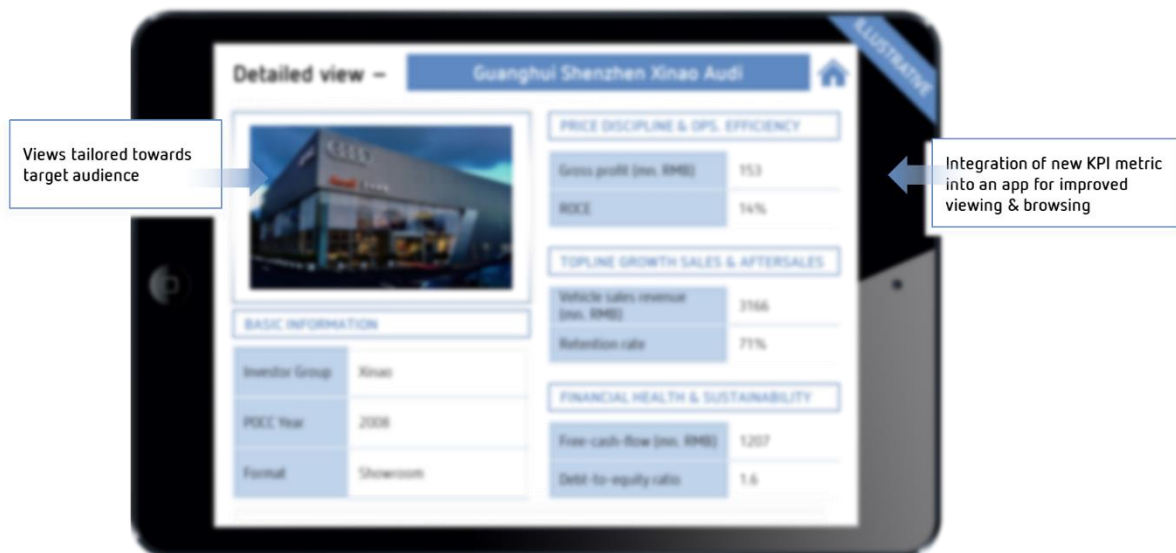 ILLUSTRATIVE
Detailed view –
Guanghui Shenzhen Xinao Audi
Views tailored towards
target audience
Integration of new KPI metric
into an app for improved
viewing & browsing
PRICE DISCIPLINE & OPS. EFFICIENCY
Gross profit (mn. RMB) 153
ROCE 14%
TOPLINE GROWTH SALES & AFTERSALES
Vehicle sales revenue
(mn. RMB) 3166
Retention rate 71%
BASIC INFORMATION
Investor Group Xinao
POCC Year 2008
Format Showroom
FINANCIAL HEALTH & SUSTAINABILITY
Free-cash-flow (mn. RMB) 1207
Debt-to-equity ratio 1.6